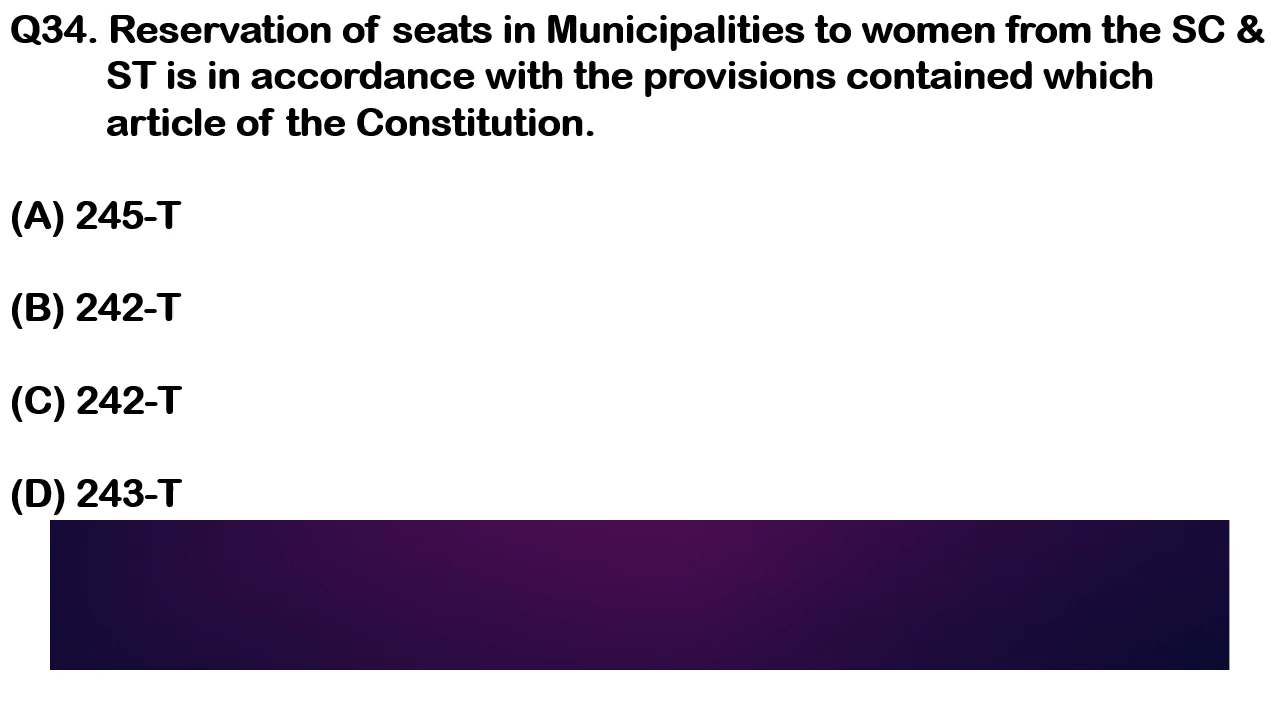 Q34. Reservation of seats in Municipalities to women from the SC &
ST is in accordance with the provisions contained which
article of the Constitution.
(A) 245-T
(B) 242-T
(C) 242-T
(D) 243-T